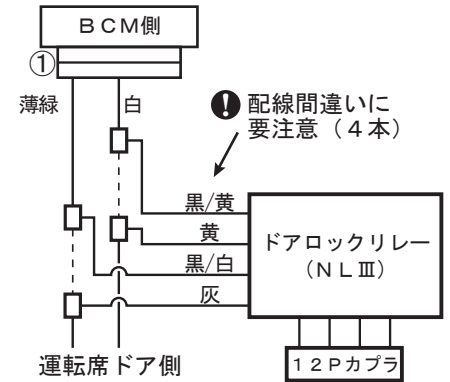 BCM側
①
薄緑
白
! 配線間違いに
要注意（4本）
黒/黄
黄
黒/白
灰
ドアロックリレー
（NLⅢ）
運転席ドア側
12Pカプラ